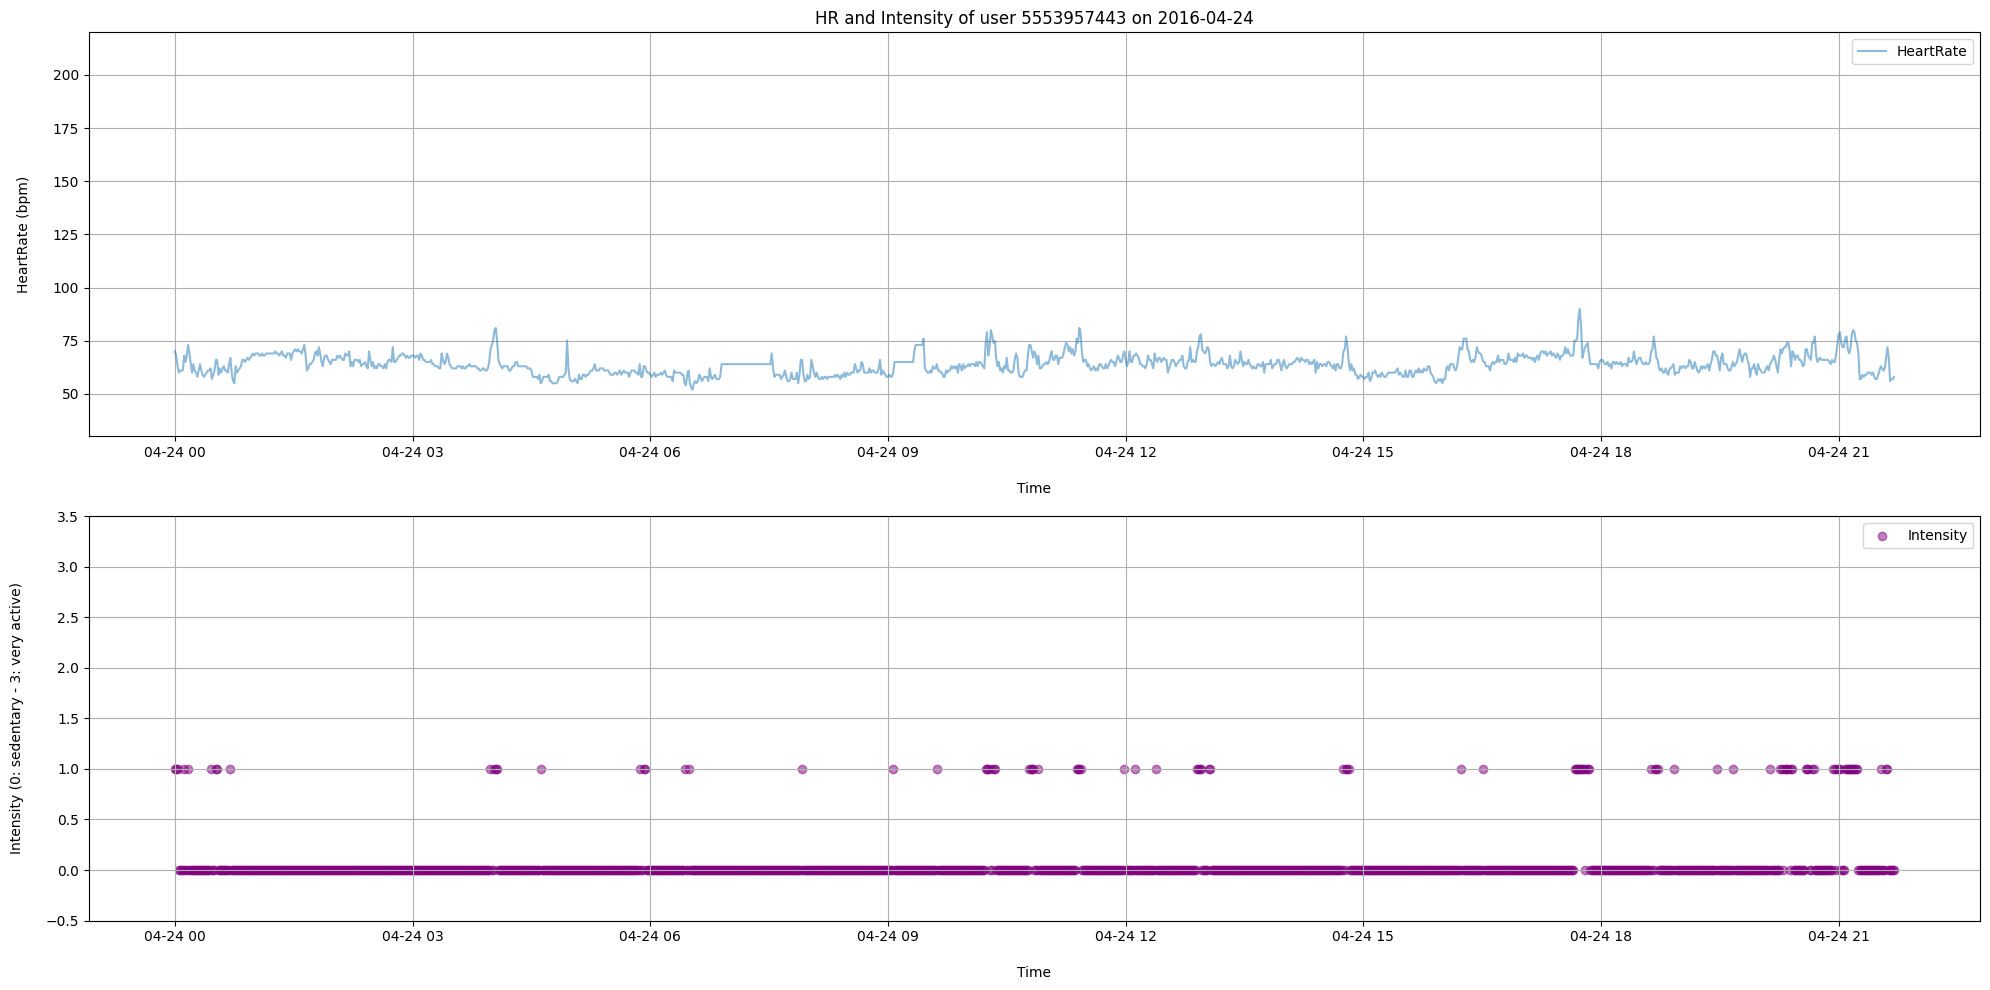 HR and Intensity of user 5553957443 on 2016-04-24
HeartRate
200
175
150
125
100
75
50
HeartRate (bpm)
04-24 00 04-24 03 04-24 06 04-24 09 04-24 12 04-24 15 04-24 18 04-24 21
Time
Intensity
3.5
3.0
2.5
2.0
1.5
1.0
0.5
0.0
−0.5
Intensity (0: sedentary - 3: very active)
04-24 00 04-24 03 04-24 06 04-24 09 04-24 12 04-24 15 04-24 18 04-24 21
Time